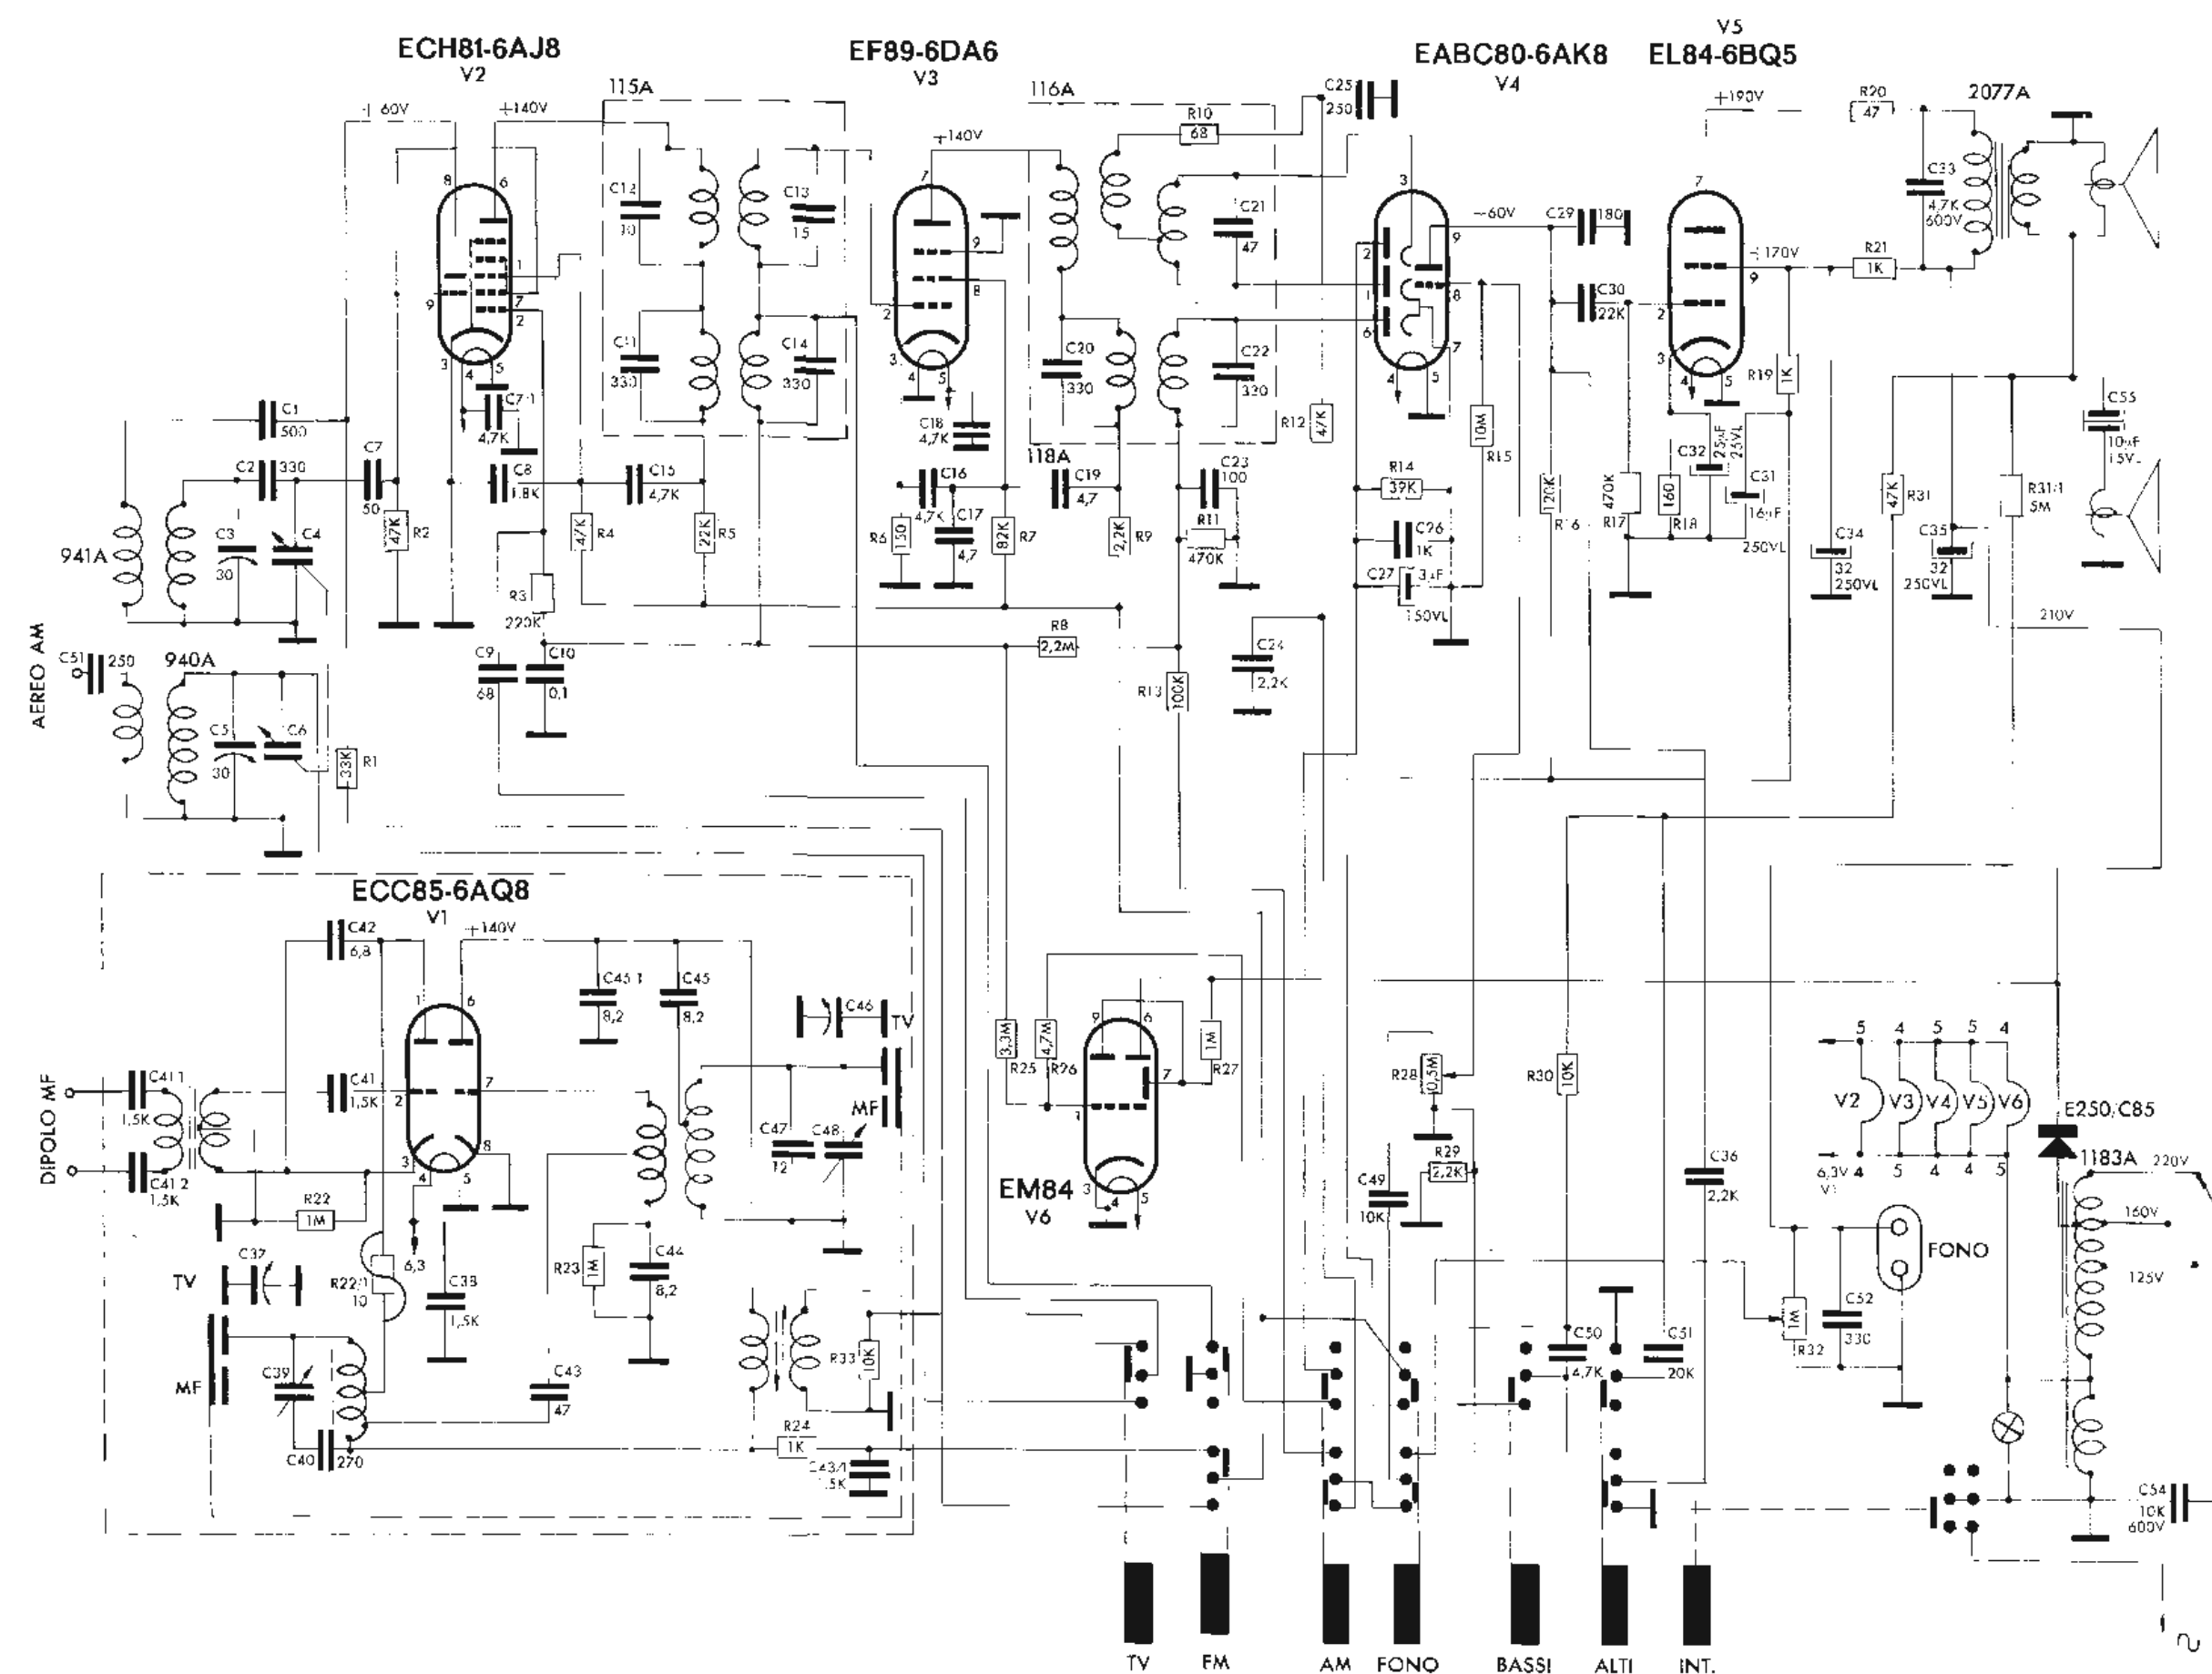 ECH81-6AJ8
V2
EF89-6DA6
V3
EABC80-6AK8
V4
V5
EL84-6BQ5
115A
116A
118A
2077A
+140V
+140V
+190V
R20
47
R10
68
C25
250
C12
10
C13
15
C21
47
C33
4,7K
600V
~60V
C29
180
170V
R21
1K
C30
22K
C11
330
C14
330
C20
330
C22
330
R19
1K
C1
500
C2
330
C7
50
4,7K
C8
1.8K
C15
4,7K
C18
4,7K
C16
4,7K
C17
4,7
C19
4,7
C23
100
R11
470K
R12
47K
R14
39K
10M
R15
C26
1K
C27
150VL
120K
R16
470K
R17
160
R18
C32
25µF
25VL
C31
16µF
250VL
47K
R31
R31/1
5M
C55
10µF
15V
C34
32
250VL
C35
32
250VL
210V
941A
C3
30
C4
47K
R2
47K
R4
22K
R5
R6
150
82K
R7
2,2K
R9
R3
220K
R8
2,2M
C24
2,2K
R13
100K
AEREO AM
C51
250
940A
C5
30
C6
33K
R1
C9
68
C10
0,1
ECC85-6AQ8
V1
+140V
C42
6,8
C45 1
8,2
C45
8,2
C46
TV
MF
C47
12
C48
DIPOLO MF
C41 1
1,5K
C41 2
1,5K
C41
1,5K
R22
1M
R22/1
10
6,3
C38
1,5K
C37
TV
MF
C39
C40
270
R23
1M
C44
8,2
C43
47
R33
10K
R24
1K
C43/1
3,3M
R25
4,7M
R26
1M
R27
EM84
V6
R28
0,5M
R29
2,2K
C49
10K
R30
10K
C36
2,2K
C50
4,7K
C51
20K
1M
R32
C52
330
FONO
V2
V3
V4
V5
V6
6,3V
V1
E250/C85
1183A
220V
160V
125V
C54
10K
600V
TV
FM
AM
FONO
BASSI
ALTI
INT.